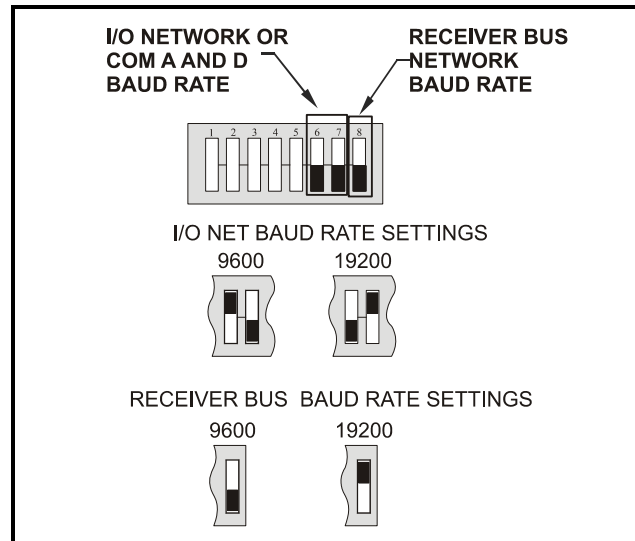 I/O NETWORK OR
COM A AND D
BAUD RATE
RECEIVER BUS
NETWORK
BAUD RATE
1 2 3 4 5 6 7 8
I/O NET BAUD RATE SETTINGS
9600 19200
RECEIVER BUS BAUD RATE SETTINGS
9600 19200